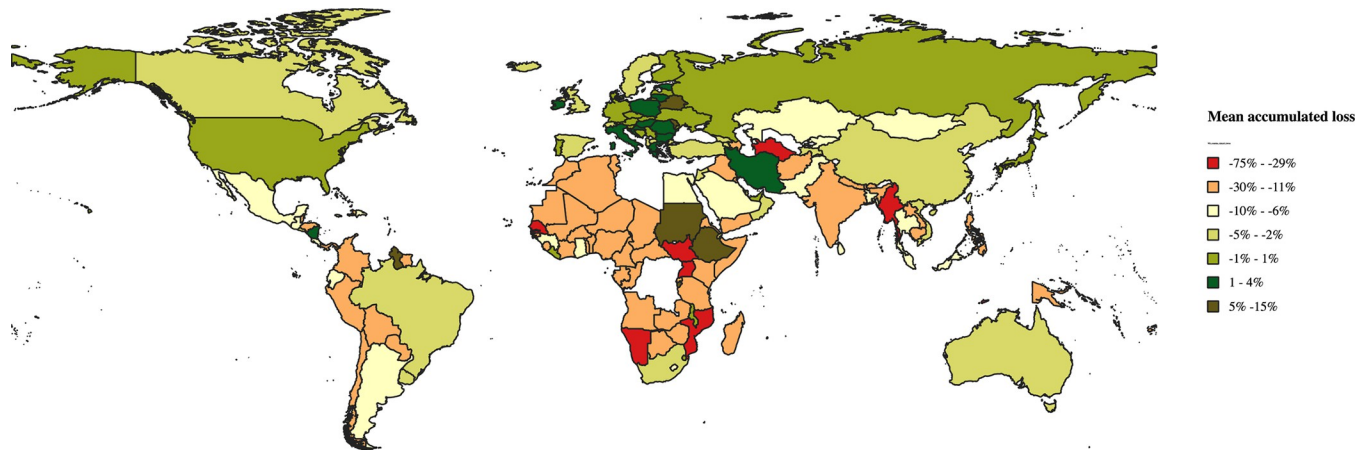 Mean accumulated loss
-75% - -29%
-30% - -11%
-10% - -6%
-5% - -2%
-1% - 1%
1 - 4%
5% -15%